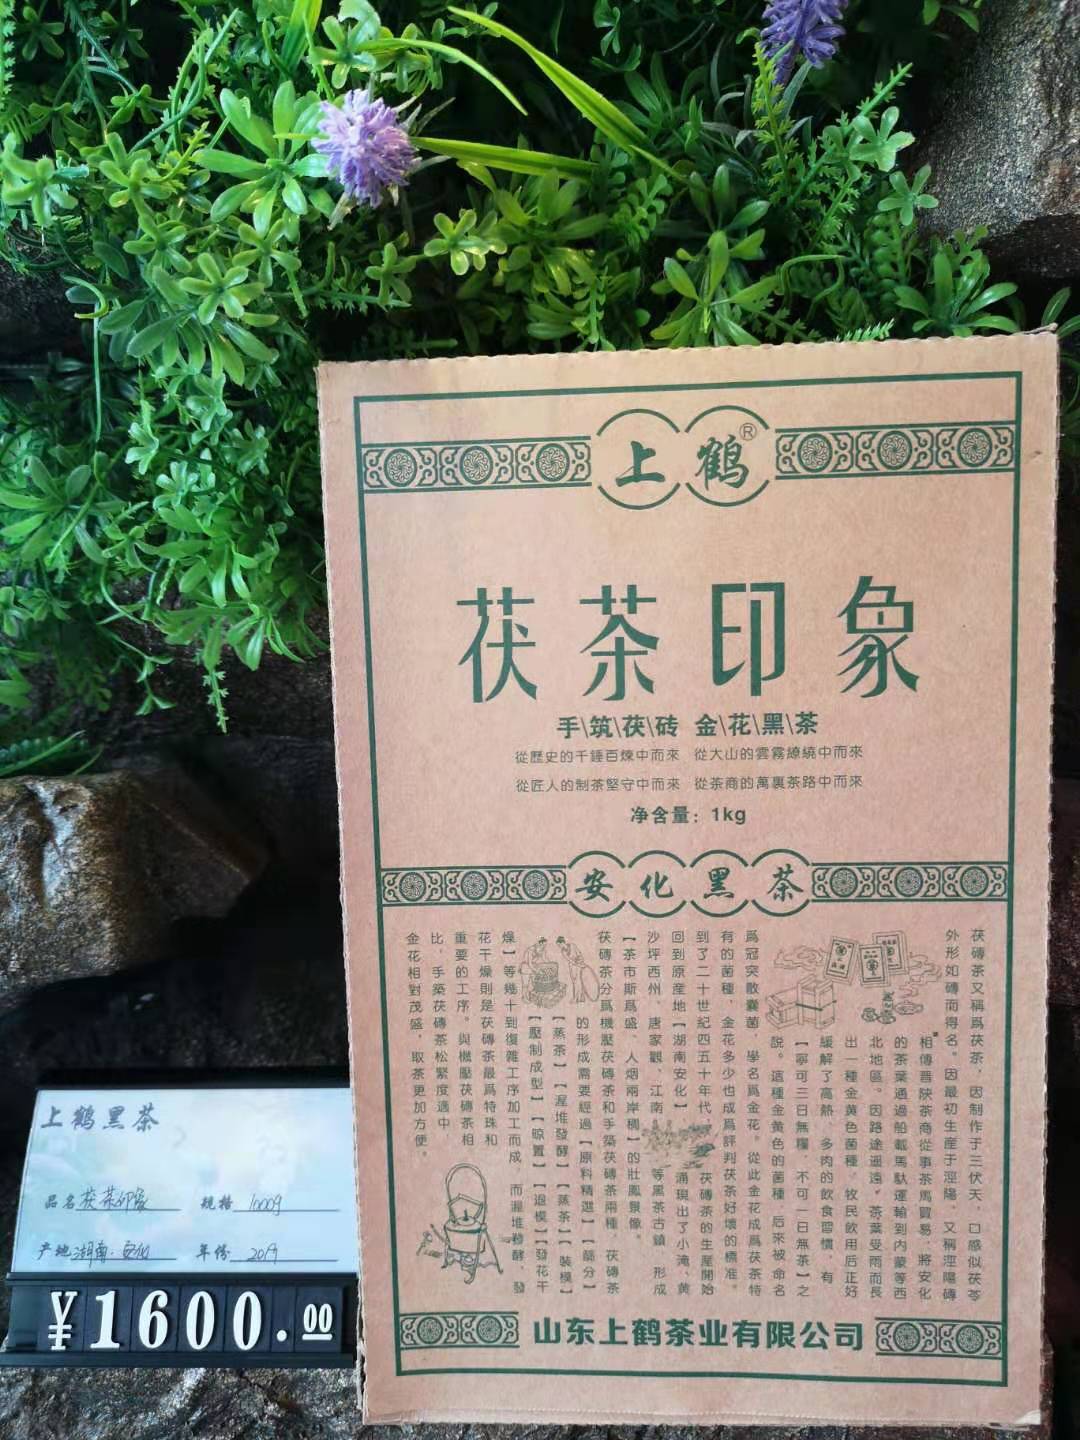 上鹤®
茯茶印象
手\筑\茯\砖 金\花\黑\茶
從歷史的千錘百煉中而來 從大山的雲霧繚繞中而來
從匠人的制茶堅守中而來 從茶商的萬裏茶路中而來
净含量：1kg
安化黑茶
茯磚茶又稱爲茯茶，因制作于三伏天，口感似茯苓
外形如磚而得名。因最初生産于涇陽，又稱涇陽磚
相傳晋陝茶商從事茶馬貿易，將安化
的茶葉通過船載馬馱運輸到内蒙等西
北地區。因路途遥遠，茶葉受雨而長
出一種金黄色菌種，牧民飲用后正好
緩解了高熱，多肉的飲食習慣，有
【寧可三日無糧，不可一日無茶】之
説。這種金黄色的菌種，后來被命名
爲冠突散囊菌，學名爲金花。從此金花成爲茯茶特
有的菌種，金花多少也成爲評判茯茶好壞的標准。
到了二十世紀四五十年代，茯磚茶的生産開始
回到原産地【湖南安化】，涌現出了小淹、黄
沙坪西州、唐家觀、江南等黑茶古鎮，形成
【茶市斯爲盛，人烟兩岸稠】的壯觀景像。
茯磚茶分爲機壓茯磚茶和手築茯磚茶兩種，茯磚茶
的形成需要經過【原料精選】【篩分】
【蒸茶】【渥堆發酵】【蒸茶】【裝模】
【壓制成型】【晾置】【退模】【發花干
燥】等幾十到復雜工序加工而成，而渥堆發酵，發
花干燥則是茯磚茶最爲特珠和
重要的工序。與機壓茯磚茶相
比，手築茯磚茶松緊度適中，
金花相對茂盛，取茶更加方便。
山东上鹤茶业有限公司
上鹤黑茶
品名 茯茶印象 规格 1000g
产地 湖南·安化 年份
¥1600.00